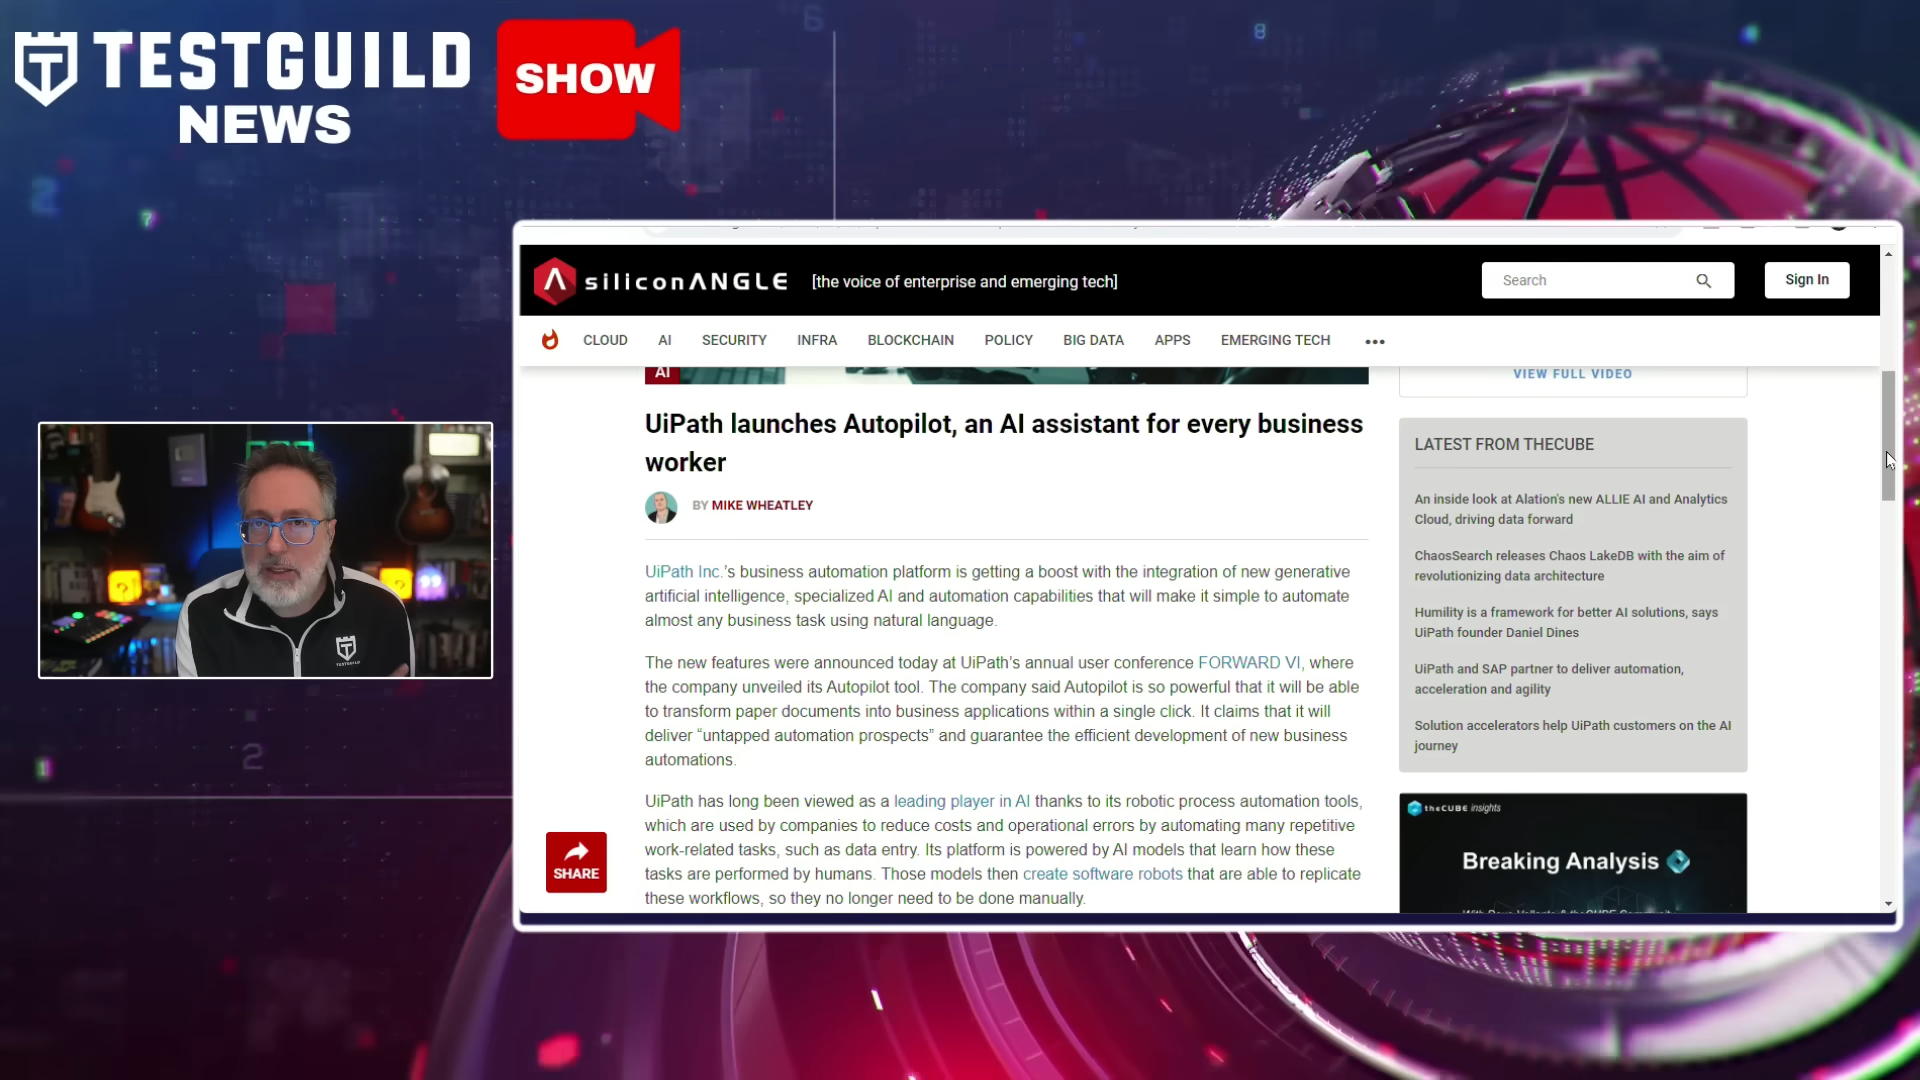 TESTGUILD
NEWS
SHOW
siliconANGLE
[the voice of enterprise and emerging tech]
Search
Sign In
CLOUD
AI
SECURITY
INFRA
BLOCKCHAIN
POLICY
BIG DATA
APPS
EMERGING TECH
•••
AI
UiPath launches Autopilot, an AI assistant for every business
worker
BY MIKE WHEATLEY
UiPath Inc.’s business automation platform is getting a boost with the integration of new generative
artificial intelligence, specialized AI and automation capabilities that will make it simple to automate
almost any business task using natural language.
The new features were announced today at UiPath’s annual user conference FORWARD VI, where
the company unveiled its Autopilot tool. The company said Autopilot is so powerful that it will be able
to transform paper documents into business applications within a single click. It claims that it will
deliver “untapped automation prospects” and guarantee the efficient development of new business
automations.
UiPath has long been viewed as a leading player in AI thanks to its robotic process automation tools,
which are used by companies to reduce costs and operational errors by automating many repetitive
work-related tasks, such as data entry. Its platform is powered by AI models that learn how these
tasks are performed by humans. Those models then create software robots that are able to replicate
these workflows, so they no longer need to be done manually.
SHARE
VIEW FULL VIDEO
LATEST FROM THECUBE
An inside look at Alation's new ALLIE AI and Analytics
Cloud, driving data forward
ChaosSearch releases Chaos LakeDB with the aim of
revolutionizing data architecture
Humility is a framework for better AI solutions, says
UiPath founder Daniel Dines
UiPath and SAP partner to deliver automation,
acceleration and agility
Solution accelerators help UiPath customers on the AI
journey
theCUBE insights
Breaking Analysis